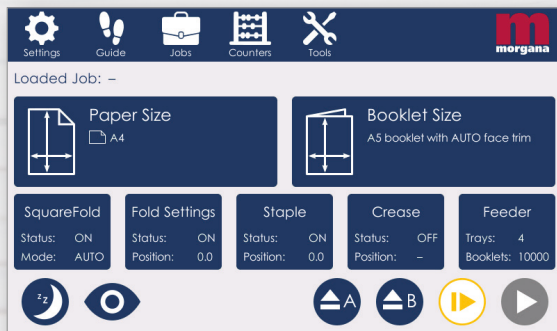 Settings
Guide
Jobs
Counters
Tools
morgana
Loaded Job: –
Paper Size
A4
Booklet Size
A5 booklet with AUTO face trim
SquareFold
Status: ON
Mode: AUTO
Fold Settings
Status: ON
Position: 0.0
Staple
Status: ON
Position: 0.0
Crease
Status: OFF
Position: –
Feeder
Trays: 4
Booklets: 10000
z z
A
B